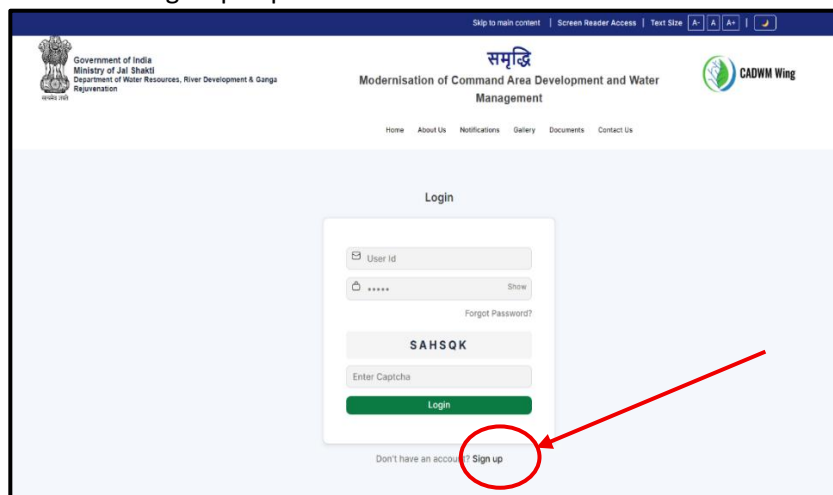 Skip to main content | Screen Reader Access | Text Size A- A A+ |
Government of India
Ministry of Jal Shakti
Department of Water Resources, River Development & Ganga
Rejuvenation
सत्यमेव जयते
समृद्धि
Modernisation of Command Area Development and Water
Management
CADWM Wing
Home About Us Notifications Gallery Documents Contact Us
Login
User Id
Show
Forgot Password?
SAHSQK
Enter Captcha
Login
Don't have an account? Sign up